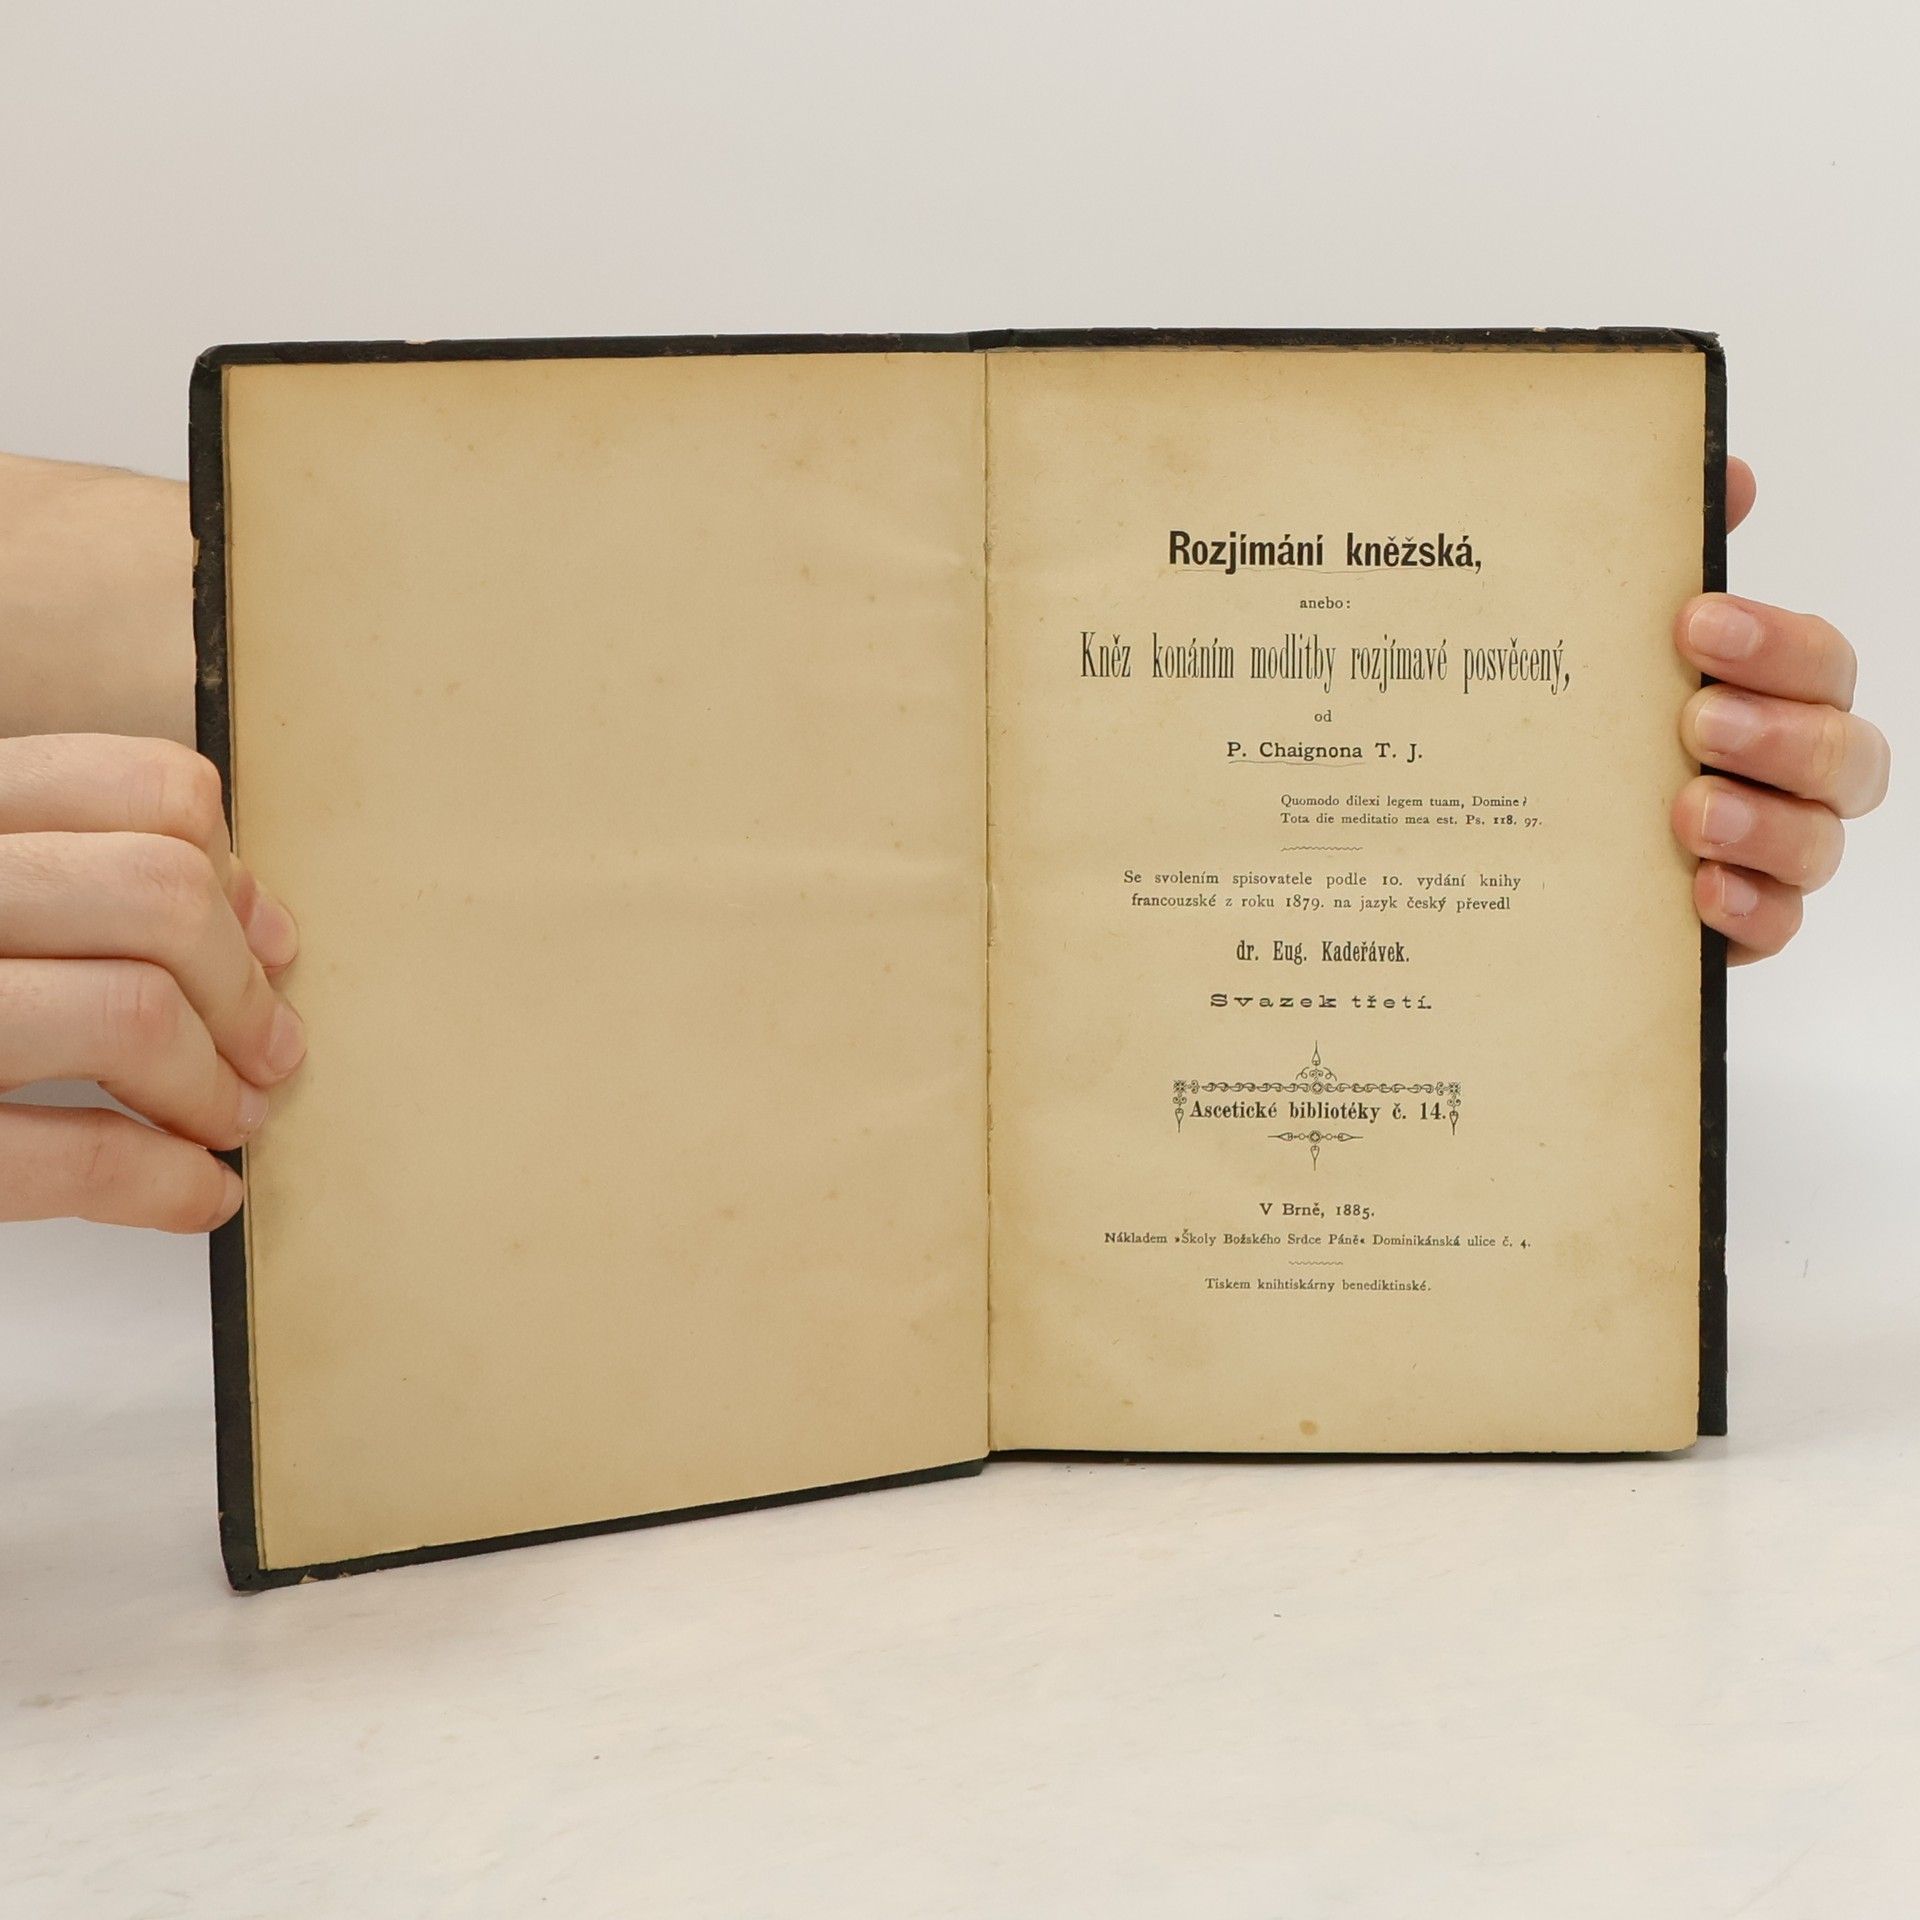 Rozjímání kněžská,
anebo:
Kněz konáním modlitby rozjímavé posvěcený,
od
P. Chaignona T. J.
Quomodo dilexi legem tuam, Domine?
Tota die meditatio mea est. Ps. 118. 97.
Se svolením spisovatele podle 10. vydání knihy
francouzské z roku 1879. na jazyk český převedl
dr. Eug. Kadeřávek.
Svazek třetí.
Ascetické bibliotéky č. 14.
V Brně, 1885.
Nákladem »Školy Božského Srdce Páně« Dominikánská ulice č. 4.
Tiskem knihtiskárny benediktinské.